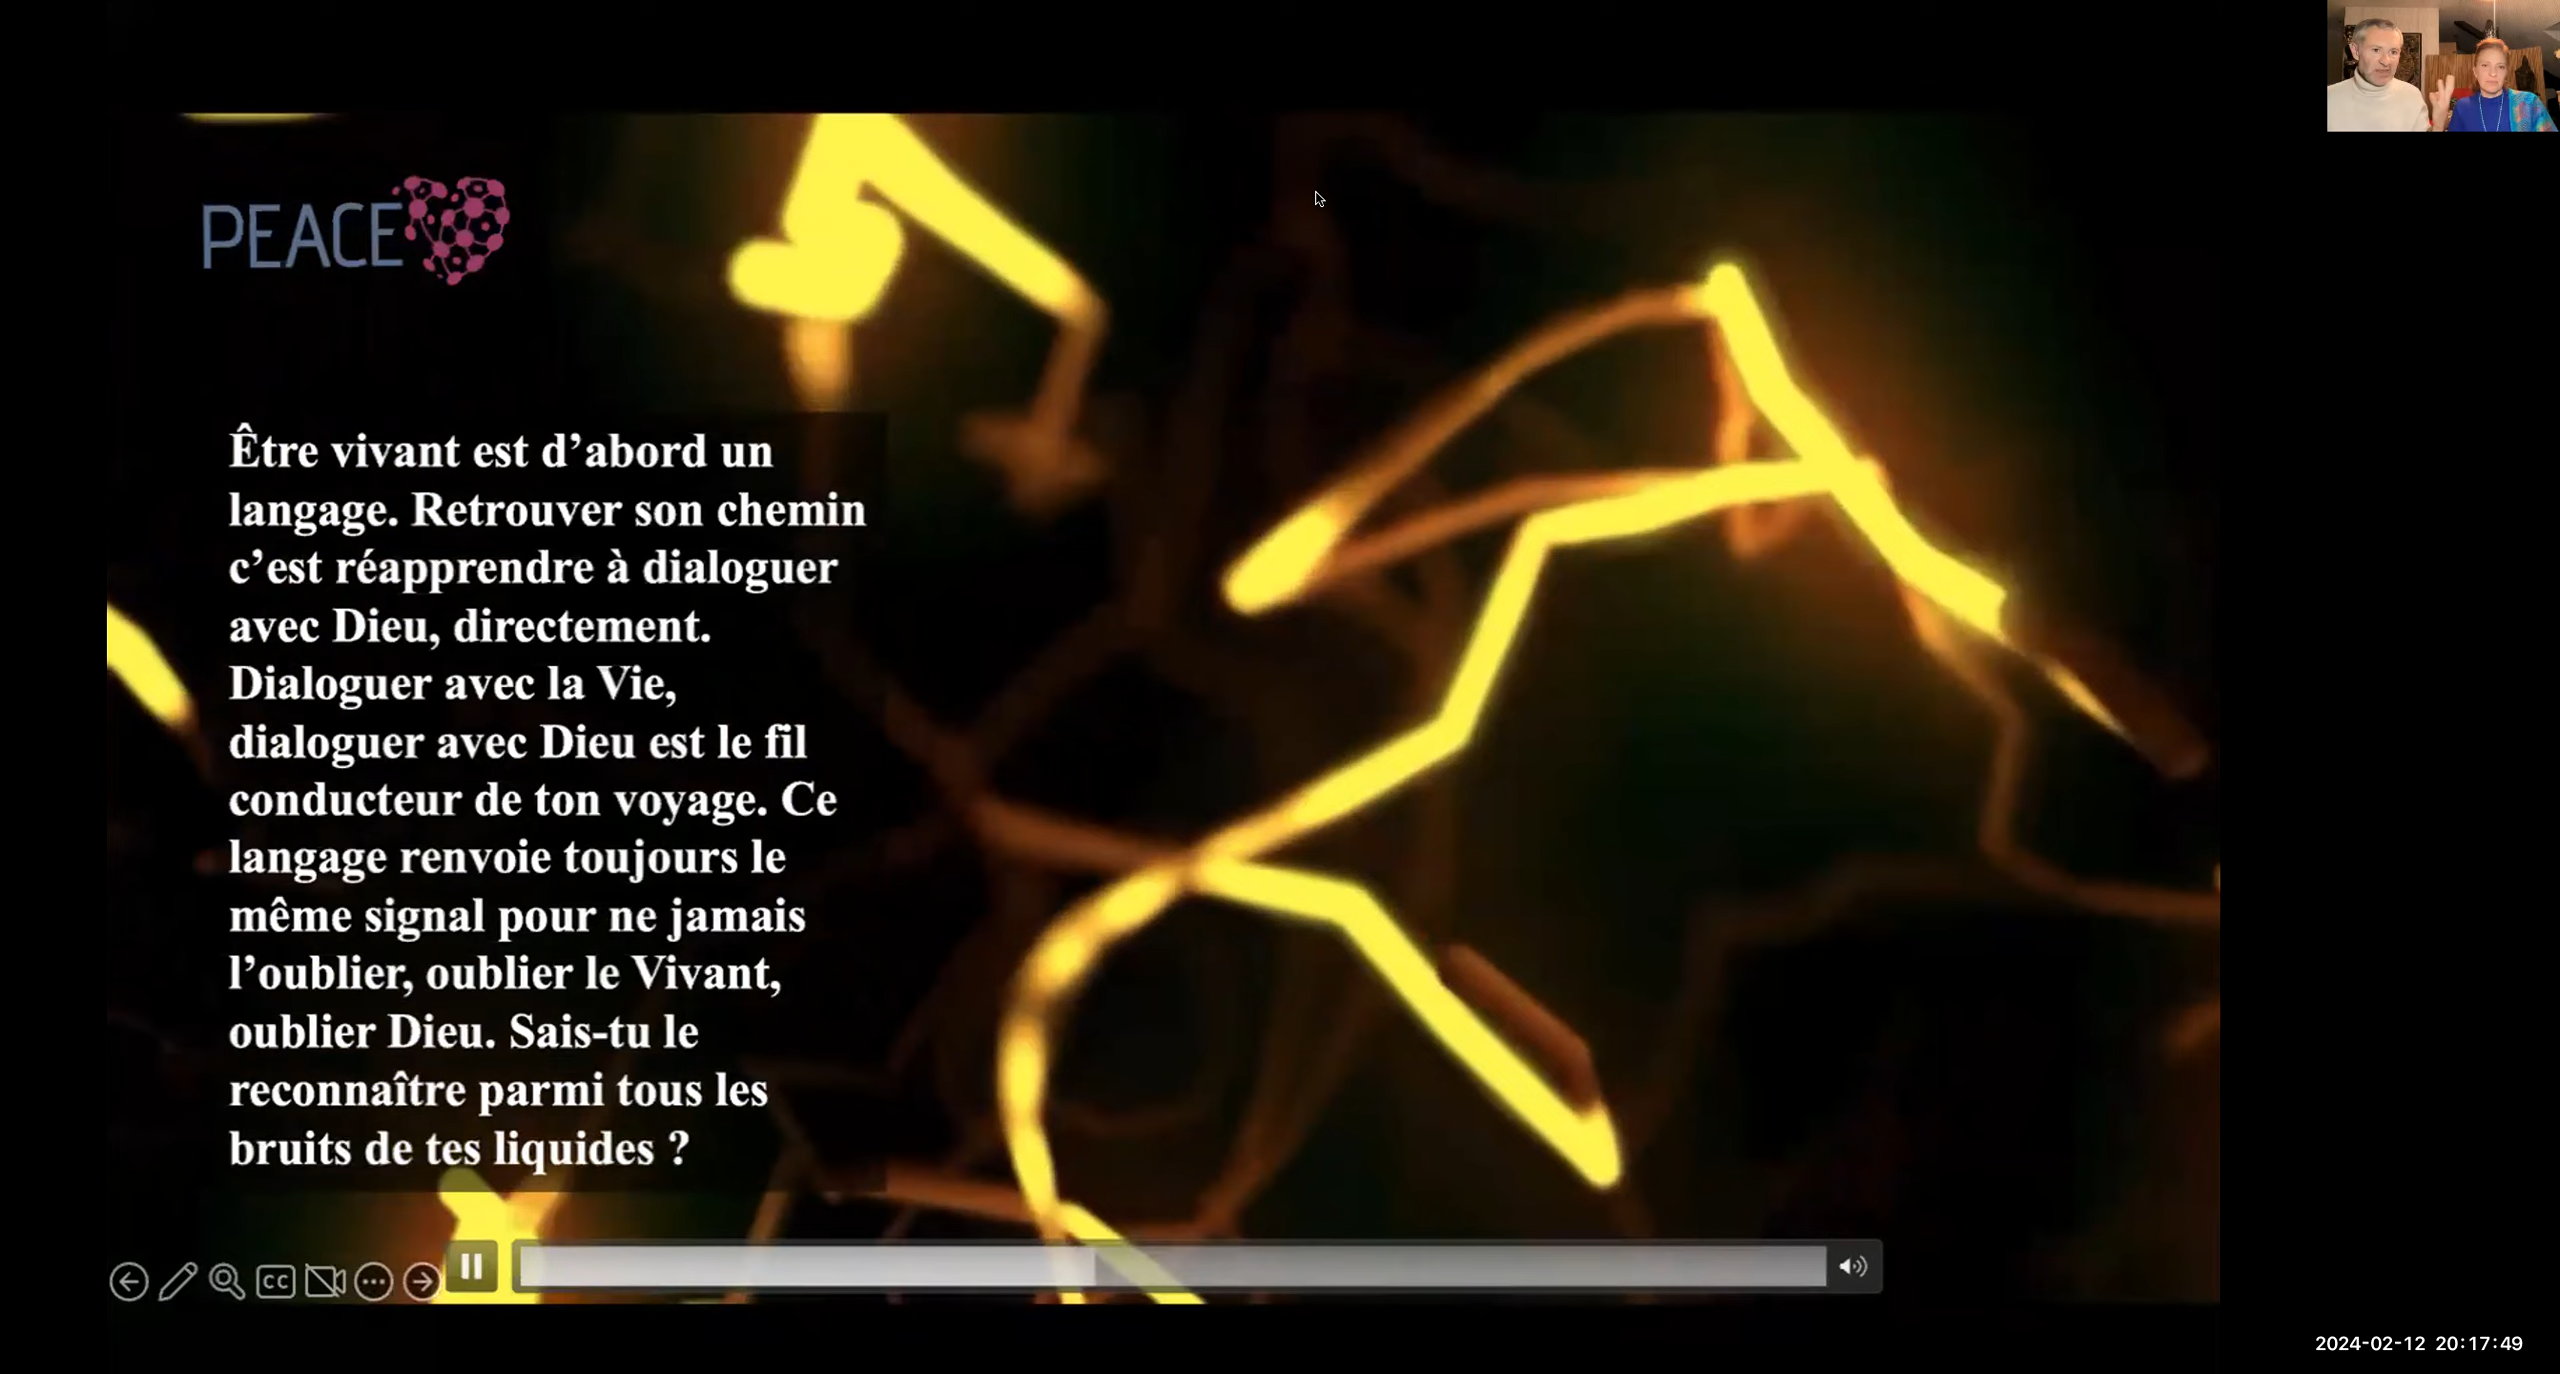 PEACE
Être vivant est d’abord un
langage. Retrouver son chemin
c’est réapprendre à dialoguer
avec Dieu, directement.
Dialoguer avec la Vie,
dialoguer avec Dieu est le fil
conducteur de ton voyage. Ce
langage renvoie toujours le
même signal pour ne jamais
l’oublier, oublier le Vivant,
oublier Dieu. Sais-tu le
reconnaître parmi tous les
bruits de tes liquides ?
CC
2024-02-12 20:17:49